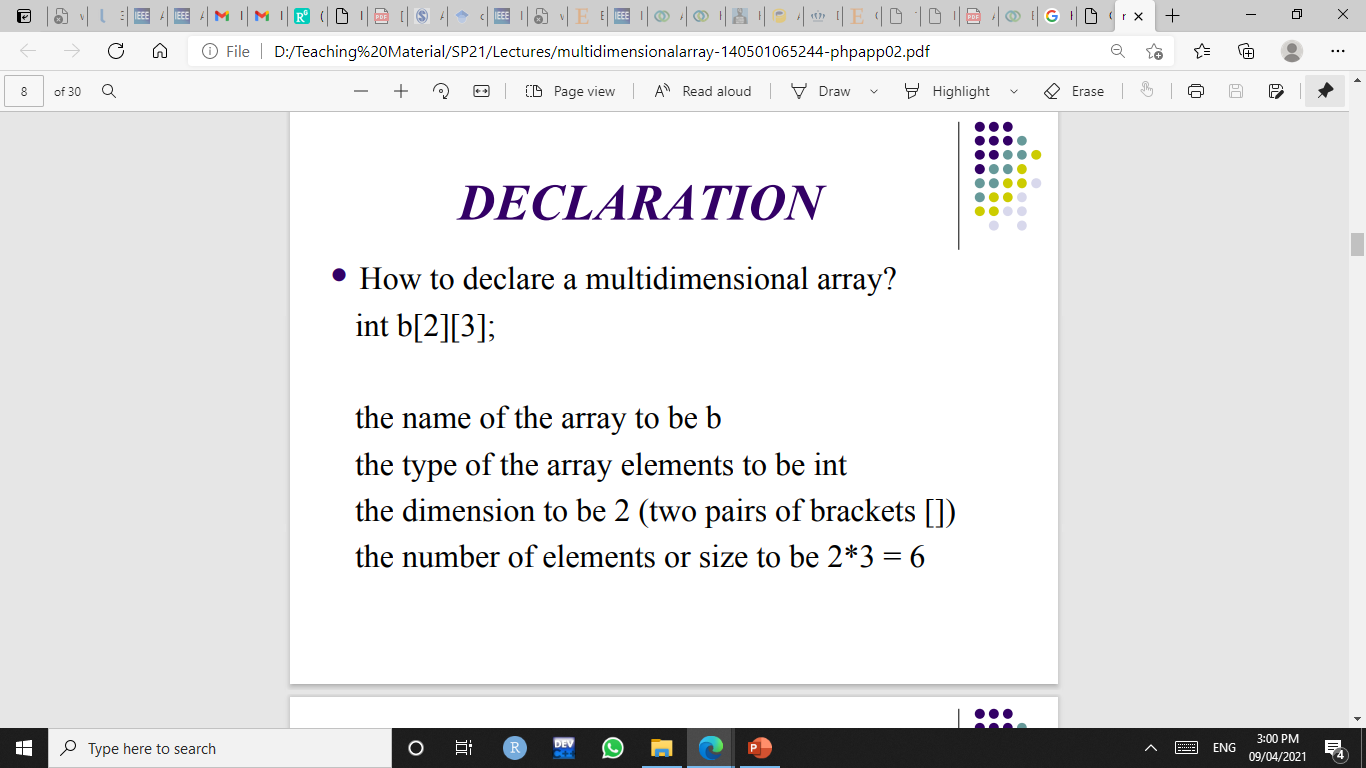 File
D:/Teaching%20Material/SP21/Lectures/multidimensionalarray-140501065244-phpapp02.pdf
8 of 30
Page view
Read aloud
Draw
Highlight
Erase
DECLARATION
How to declare a multidimensional array?
int b[2][3];
the name of the array to be b
the type of the array elements to be int
the dimension to be 2 (two pairs of brackets [])
the number of elements or size to be 2*3 = 6
Type here to search
R
DEV
ENG
3:00 PM
09/04/2021
4